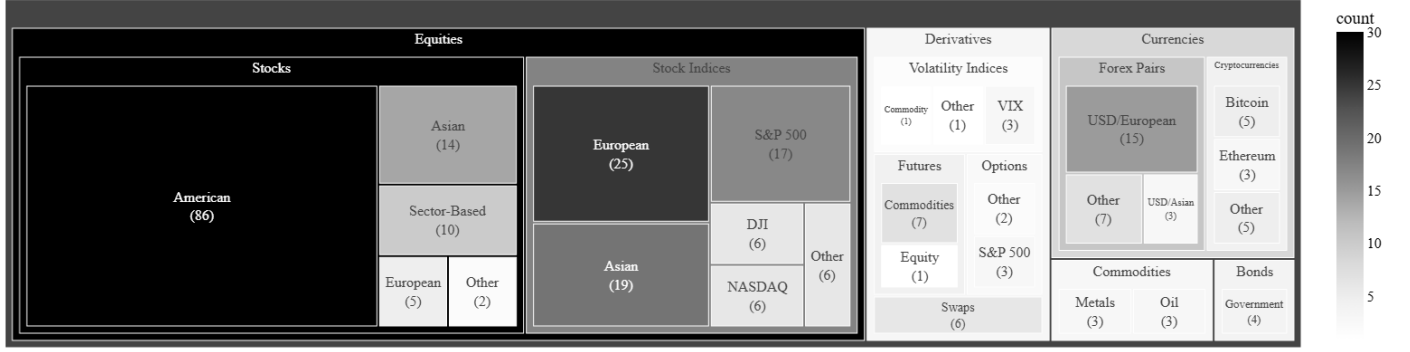 Equities
Stocks
American
(86)
Asian
(14)
Sector-Based
(10)
European
(5)
Other
(2)
Stock Indices
European
(25)
Asian
(19)
S&P 500
(17)
DJI
(6)
NASDAQ
(6)
Other
(6)
Derivatives
Volatility Indices
Commodity
(1)
Other
(1)
VIX
(3)
Futures
Commodities
(7)
Equity
(1)
Options
Other
(2)
S&P 500
(3)
Swaps
(6)
Currencies
Forex Pairs
USD/European
(15)
Other
(7)
USD/Asian
(3)
Cryptocurrencies
Bitcoin
(5)
Ethereum
(3)
Other
(5)
Commodities
Metals
(3)
Oil
(3)
Bonds
Government
(4)
count
30
25
20
15
10
5